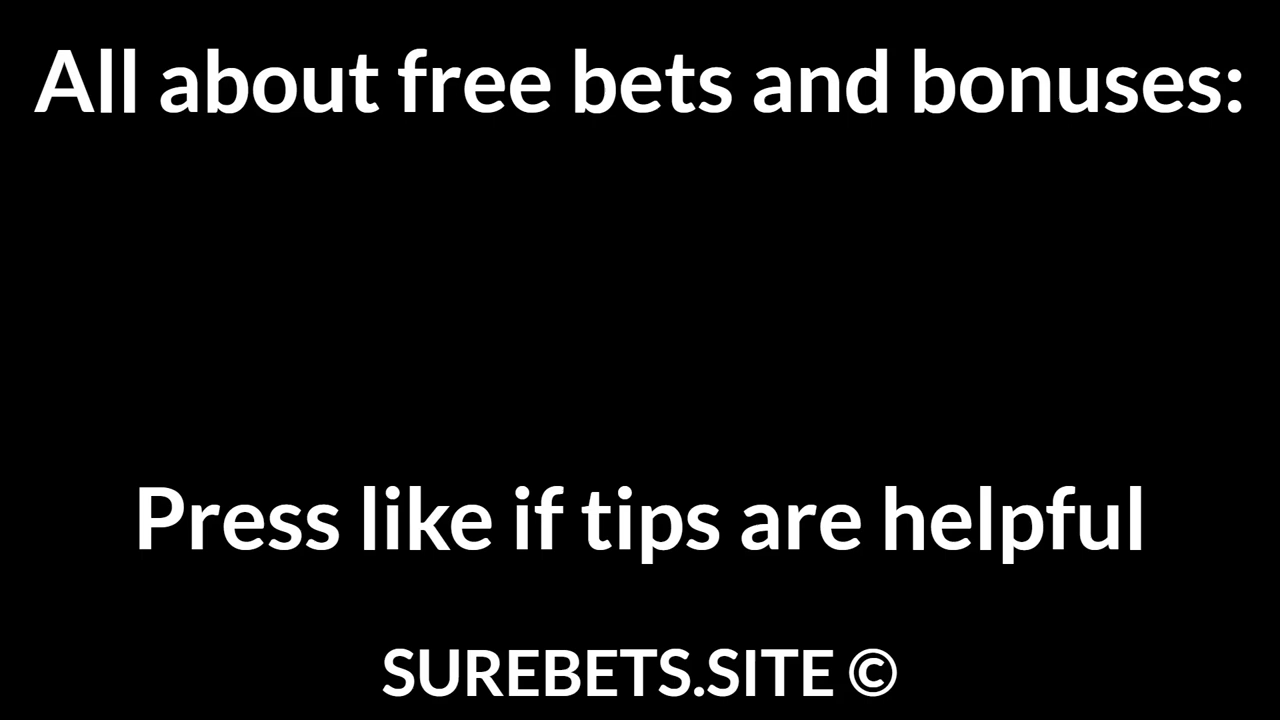 All about free bets and bonuses:
Press like if tips are helpful
SUREBETS.SITE ©